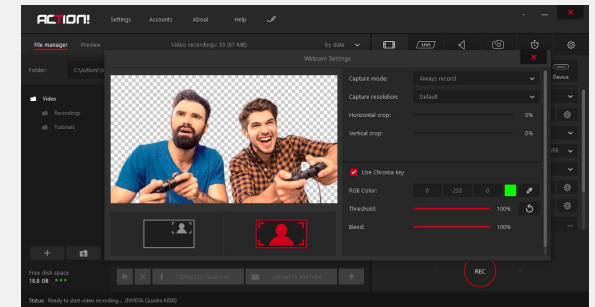 ACTION!
Settings
Accounts
About
Help
File manager
Preview
Video recordings: 35 (87 MB)
by date
LIVE
Webcam Settings
Folder:
C:\Action!\V
Device
Video
Recordings
Tutorials
Capture mode:
Always record
Capture resolution:
Default
Horizontal crop:
0%
Vertical crop:
0%
Use Chroma key
RGB Color:
0
255
0
Threshold:
100%
Blend:
100%
Free disk space
18.8 GB
Upload to Facebook
Upload to YouTube
REC
Status: Ready to start video recording... (NVIDIA Quadro K600)